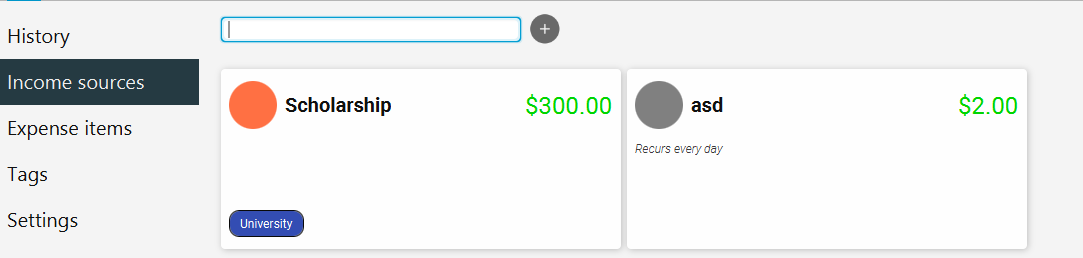 History
Income sources
Expense items
Tags
Settings
+
Scholarship $300.00
University
asd $2.00
Recurs every day